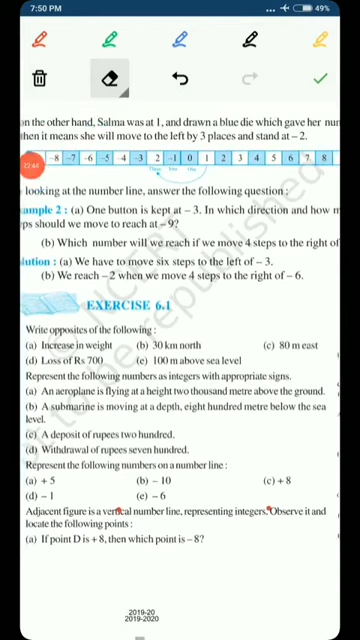 7:50 PM
... 49%
on the other hand, Salma was at 1, and drawn a blue die which gave her nun
then it means she will move to the left by 3 places and stand at – 2.
22:44
–8 –7 –6 –5 –4 –3 2 –1 0 1 2 3 4 5 6 7 8
Three Two One
looking at the number line, answer the following question :
ample 2 : (a) One button is kept at – 3. In which direction and how m
ps should we move to reach at – 9?
(b) Which number will we reach if we move 4 steps to the right of
lution : (a) We have to move six steps to the left of – 3.
(b) We reach – 2 when we move 4 steps to the right of – 6.
EXERCISE 6.1
Write opposites of the following :
(a) Increase in weight (b) 30 km north (c) 80 m east
(d) Loss of Rs 700 (e) 100 m above sea level
Represent the following numbers as integers with appropriate signs.
(a) An aeroplane is flying at a height two thousand metre above the ground.
(b) A submarine is moving at a depth, eight hundred metre below the sea
level.
(c) A deposit of rupees two hundred.
(d) Withdrawal of rupees seven hundred.
Represent the following numbers on a number line :
(a) + 5 (b) – 10 (c) + 8
(d) – 1 (e) – 6
Adjacent figure is a vertical number line, representing integers. Observe it and
locate the following points :
(a) If point D is + 8, then which point is – 8?
2019-20
2019-2020